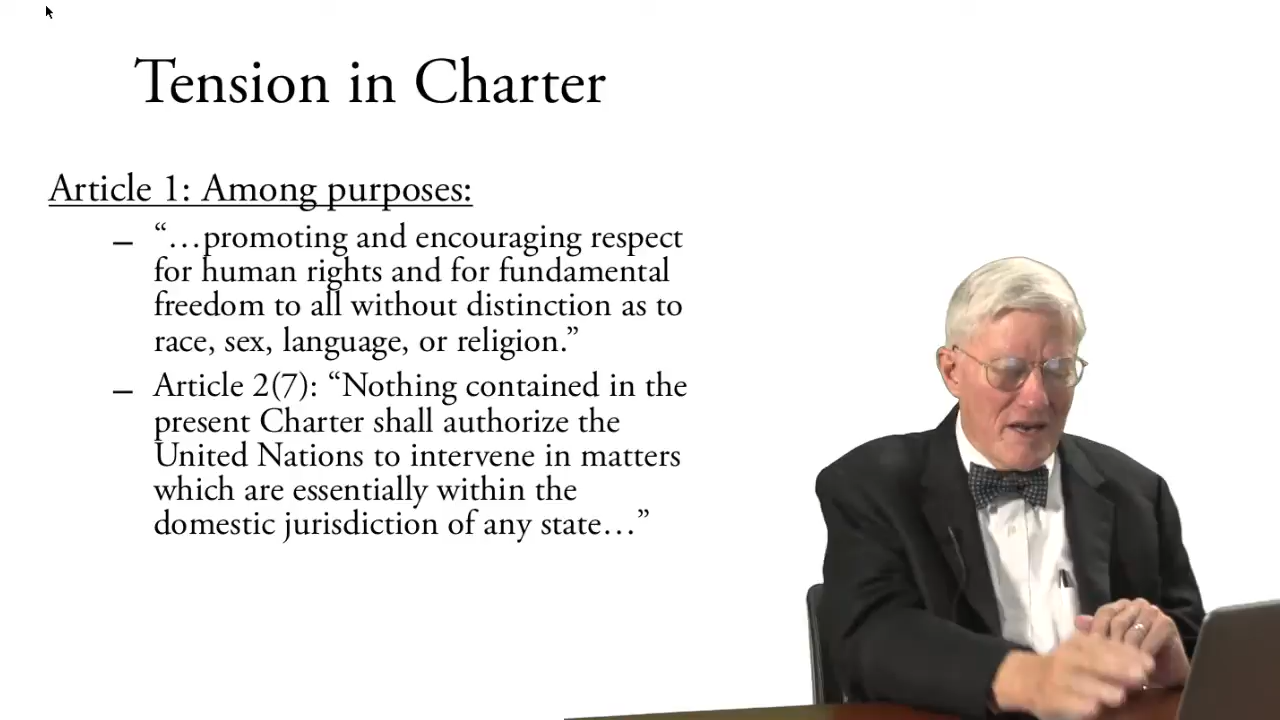 Tension in Charter
Article 1: Among purposes:
– “…promoting and encouraging respect
for human rights and for fundamental
freedom to all without distinction as to
race, sex, language, or religion.”
– Article 2(7): “Nothing contained in the
present Charter shall authorize the
United Nations to intervene in matters
which are essentially within the
domestic jurisdiction of any state…”